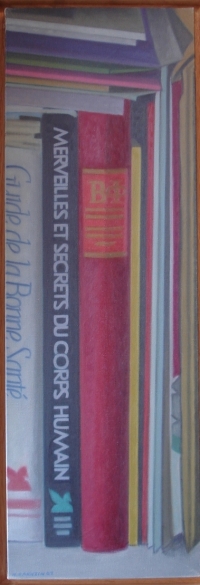 Guide de la Bonne Santé
MERVEILLES ET SECRETS DU CORPS HUMAIN